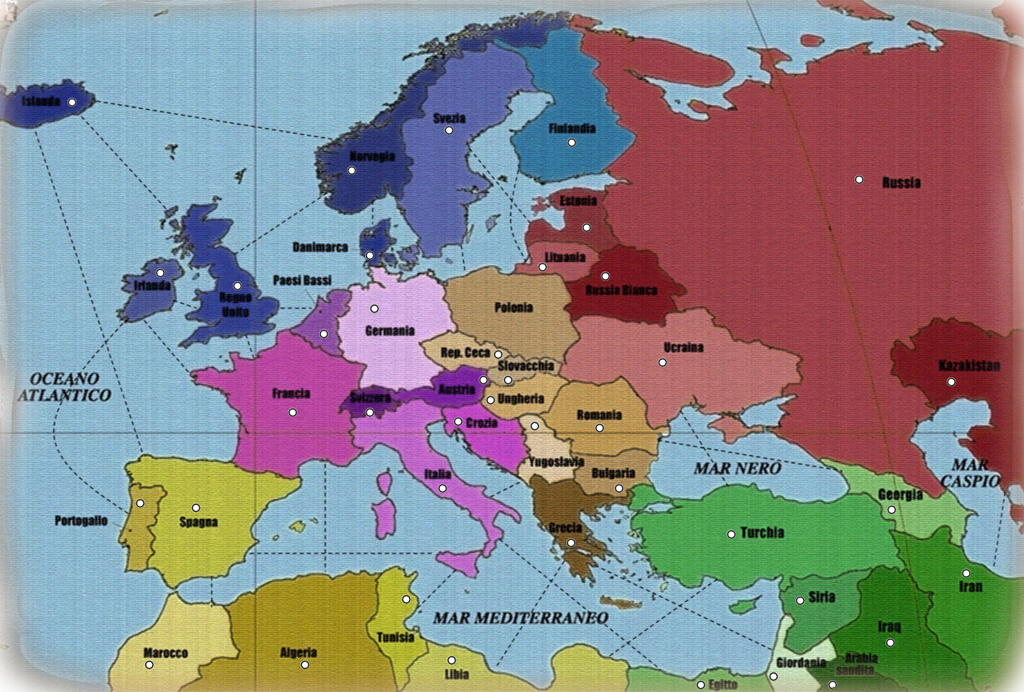 Islanda
Svezia
Finlandia
Norvegia
Russia
Estonia
Danimarca
Lituania
Paesi Bassi
Irlanda
Russia Bianca
Regno
Unito
Polonia
Germania
Ucraina
Rep. Ceca
Slovacchia
Kazakistan
OCEANO
ATLANTICO
Francia
Svizzera
Austria
Ungheria
Romania
Crozia
Yugoslavia
MAR NERO
MAR
CASPIO
Italia
Bulgaria
Georgia
Portogallo
Spagna
Grecia
Turchia
Iran
Siria
MAR MEDITERRANEO
Iraq
Tunisia
Marocco
Algeria
Libia
Giordania
Arabia
saudita
Egitto